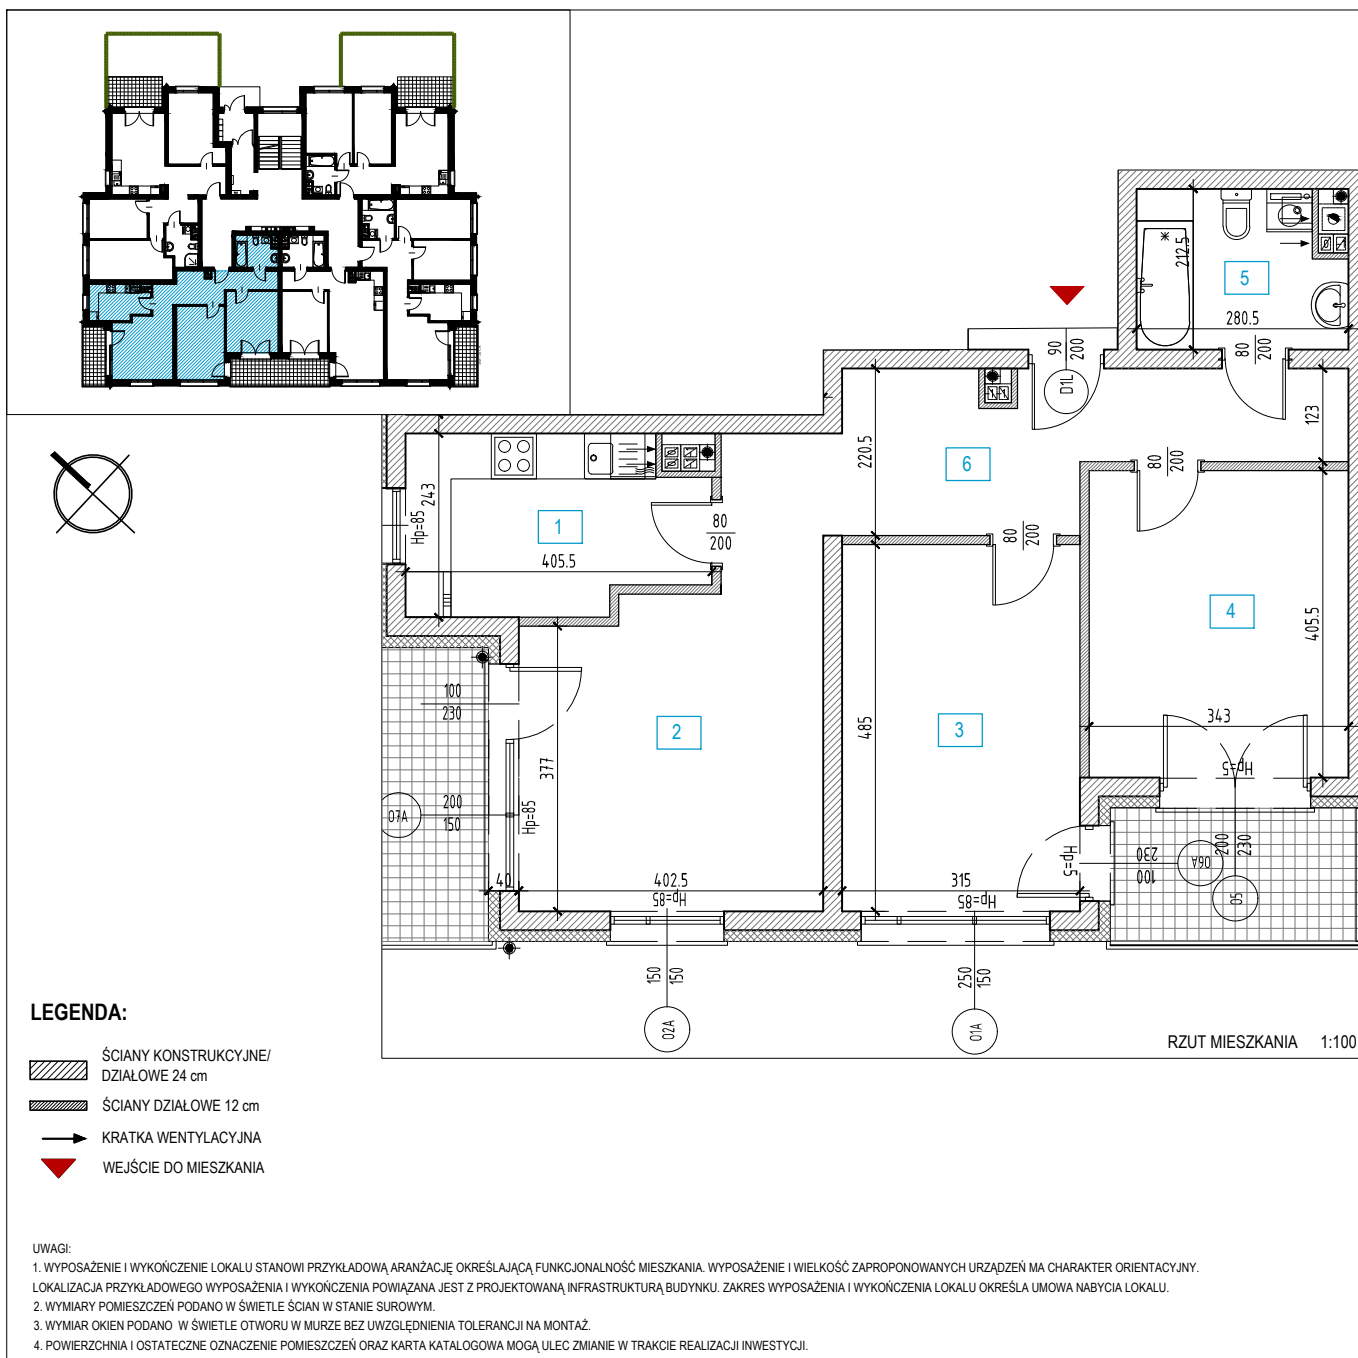 212.5
5
280.5
80
200
90
200
D1L
123
220.5
6
80
200
243
Hp=85
1
405.5
80
200
80
200
4
405.5
100
230
2
3
485
343
Hp=5
377
200
150
07A
Hp=85
200
230
Hp=5
100
230
06A
05
40
402.5
Hp=85
315
Hp=85
150
150
250
150
02A
01A
RZUT MIESZKANIA 1:100
LEGENDA:
ŚCIANY KONSTRUKCYJNE/
DZIAŁOWE 24 cm
ŚCIANY DZIAŁOWE 12 cm
KRATKA WENTYLACYJNA
WEJŚCIE DO MIESZKANIA
UWAGI:
1. WYPOSAŻENIE I WYKOŃCZENIE LOKALU STANOWI PRZYKŁADOWĄ ARANŻACJĘ OKREŚLAJĄCĄ FUNKCJONALNOŚĆ MIESZKANIA. WYPOSAŻENIE I WIELKOŚĆ ZAPROPONOWANYCH URZĄDZEŃ MA CHARAKTER ORIENTACYJNY.
LOKALIZACJA PRZYKŁADOWEGO WYPOSAŻENIA I WYKOŃCZENIA POWIĄZANA JEST Z PROJEKTOWANĄ INFRASTRUKTURĄ BUDYNKU. ZAKRES WYPOSAŻENIA I WYKOŃCZENIA LOKALU OKREŚLA UMOWA NABYCIA LOKALU.
2. WYMIARY POMIESZCZEŃ PODANO W ŚWIETLE ŚCIAN W STANIE SUROWYM.
3. WYMIAR OKIEN PODANO W ŚWIETLE OTWORU W MURZE BEZ UWZGLĘDNIENIA TOLERANCJI NA MONTAŻ.
4. POWIERZCHNIA I OSTATECZNE OZNACZENIE POMIESZCZEŃ ORAZ KARTA KATALOGOWA MOGĄ ULEC ZMIANIE W TRAKCIE REALIZACJI INWESTYCJI.